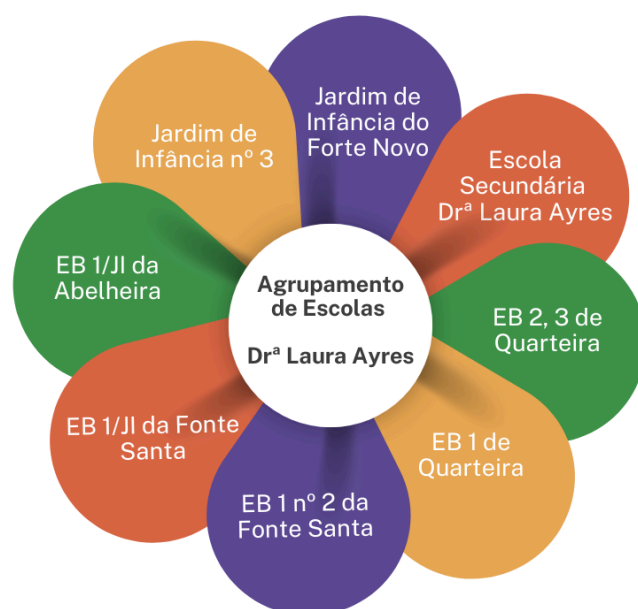 Agrupamento
de Escolas
Drª Laura Ayres
Jardim de
Infância do
Forte Novo
Escola
Secundária
Drª Laura Ayres
EB 2, 3 de
Quarteira
EB 1 de
Quarteira
EB 1 nº 2 da
Fonte Santa
EB 1/JI da Fonte
Santa
EB 1/JI da
Abelheira
Jardim de
Infância nº 3